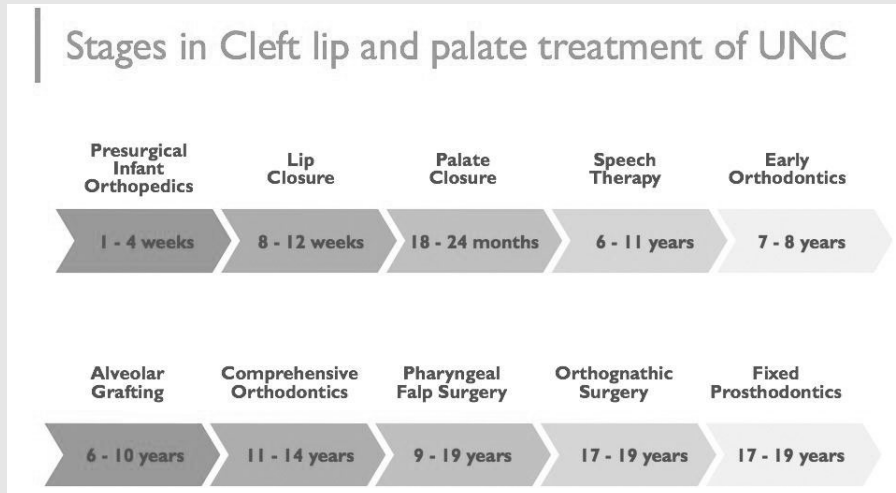 Stages in Cleft lip and palate treatment of UNC
Presurgical
Infant
Orthopedics
Lip
Closure
Palate
Closure
Speech
Therapy
Early
Orthodontics
1 - 4 weeks
8 - 12 weeks
18 - 24 months
6 - 11 years
7 - 8 years
Alveolar
Grafting
Comprehensive
Orthodontics
Pharyngeal
Falp Surgery
Orthognathic
Surgery
Fixed
Prosthodontics
6 - 10 years
11 - 14 years
9 - 19 years
17 - 19 years
17 - 19 years